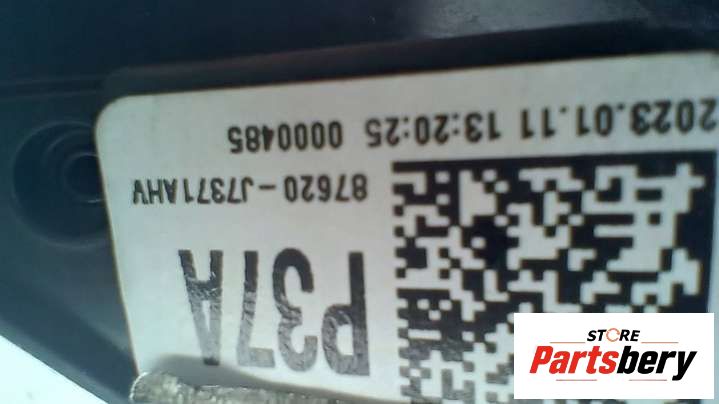 P37A
87620-J7371AHV
2023.01.11 13:20:25 0000485
STORE
Partsbery